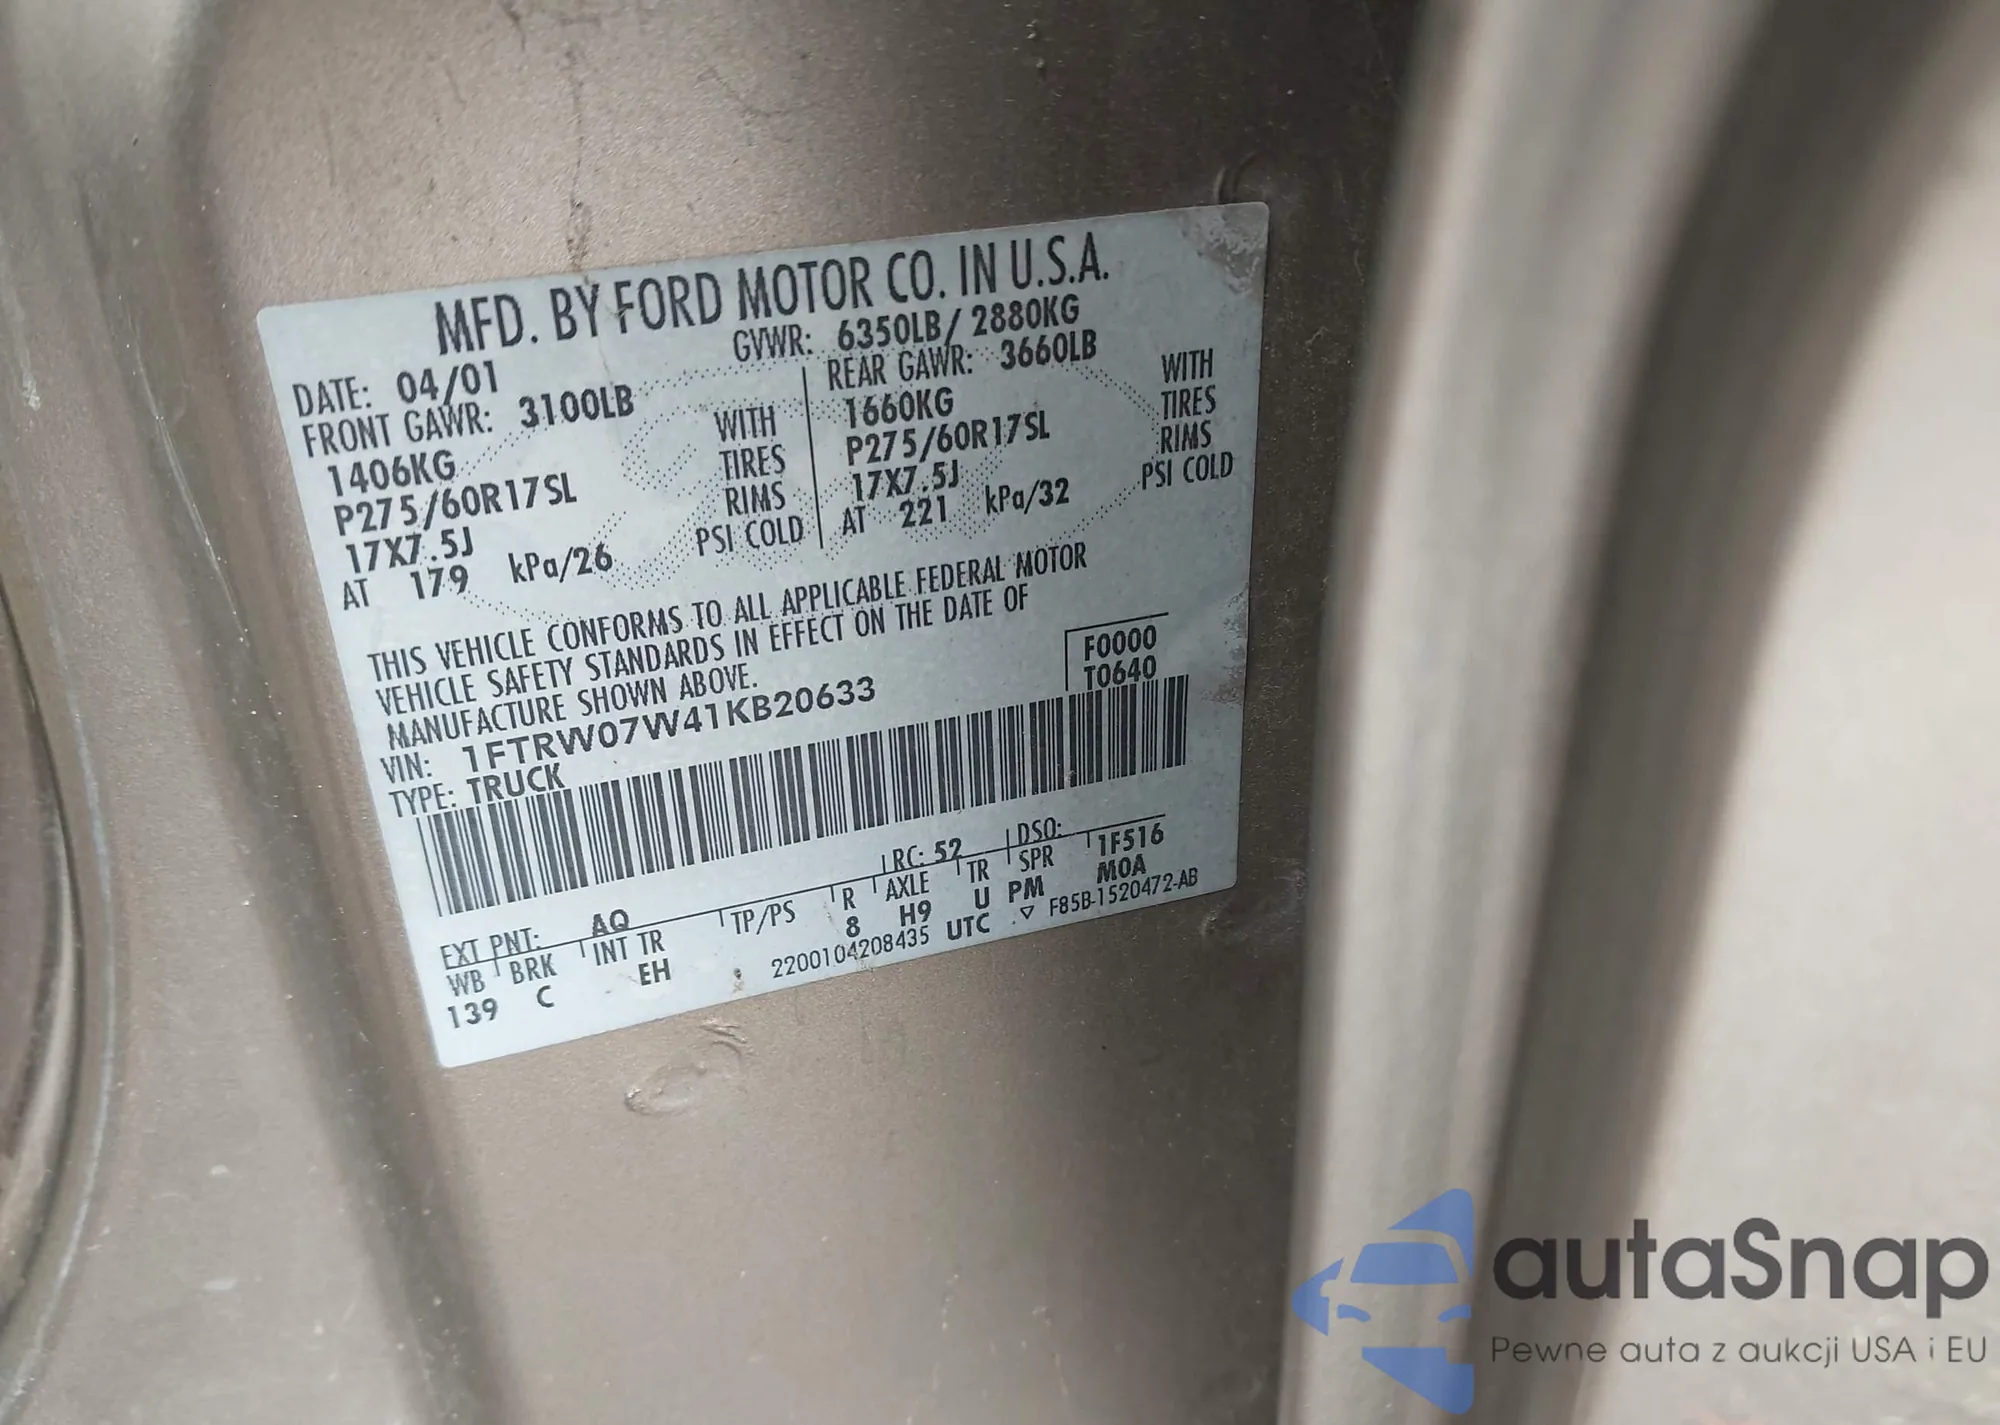 MFD. BY FORD MOTOR CO. IN U.S.A.
DATE: 04/01 GVWR: 6350LB/ 2880KG
FRONT GAWR: 3100LB REAR GAWR: 3660LB
1406KG WITH 1660KG WITH
P275/60R17SL TIRES P275/60R17SL TIRES
17X7.5J RIMS 17X7.5J RIMS
AT 179 kPa/26 PSI COLD AT 221 kPa/32 PSI COLD
THIS VEHICLE CONFORMS TO ALL APPLICABLE FEDERAL MOTOR
VEHICLE SAFETY STANDARDS IN EFFECT ON THE DATE OF
MANUFACTURE SHOWN ABOVE.
F0000
VIN: 1FTRW07W41KB20633 T0640
TYPE: TRUCK
EXT PNT: AQ RC: 52 DSO: 1F516
WB BRK INT TR TP/PS R AXLE TR SPR M0A
139 C EH 8 H9 U PM
2200104208435 UTC ▽ F85B-1520472-AB
autaSnap
Pewne auta z aukcji USA i EU